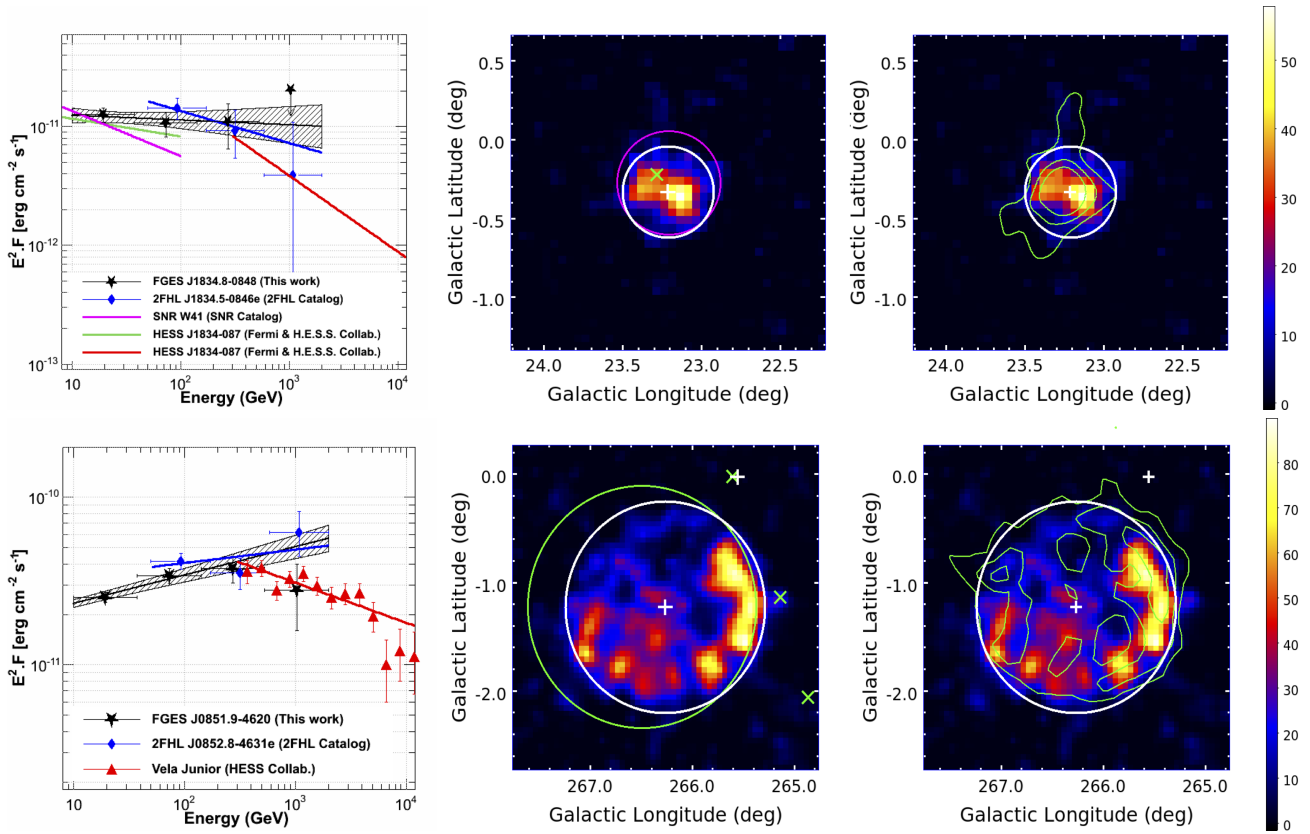 10⁻¹¹
10⁻¹²
10⁻¹³
E².F [erg cm⁻² s⁻¹]
FGES J1834.8-0848 (This work)
2FHL J1834.5-0846e (2FHL Catalog)
SNR W41 (SNR Catalog)
HESS J1834-087 (Fermi & H.E.S.S. Collab.)
HESS J1834-087 (Fermi & H.E.S.S. Collab.)
10 10² 10³ 10⁴
Energy (GeV)
0.5
0.0
-0.5
-1.0
Galactic Latitude (deg)
24.0 23.5 23.0 22.5
Galactic Longitude (deg)
0.5
0.0
-0.5
-1.0
Galactic Latitude (deg)
24.0 23.5 23.0 22.5
Galactic Longitude (deg)
50
40
30
20
10
0
10⁻¹⁰
10⁻¹¹
E².F [erg cm⁻² s⁻¹]
FGES J0851.9-4620 (This work)
2FHL J0852.8-4631e (2FHL Catalog)
Vela Junior (HESS Collab.)
10 10² 10³ 10⁴
Energy (GeV)
0.0
-1.0
-2.0
Galactic Latitude (deg)
267.0 266.0 265.0
Galactic Longitude (deg)
0.0
-1.0
-2.0
Galactic Latitude (deg)
267.0 266.0 265.0
Galactic Longitude (deg)
80
70
60
50
40
30
20
10
0